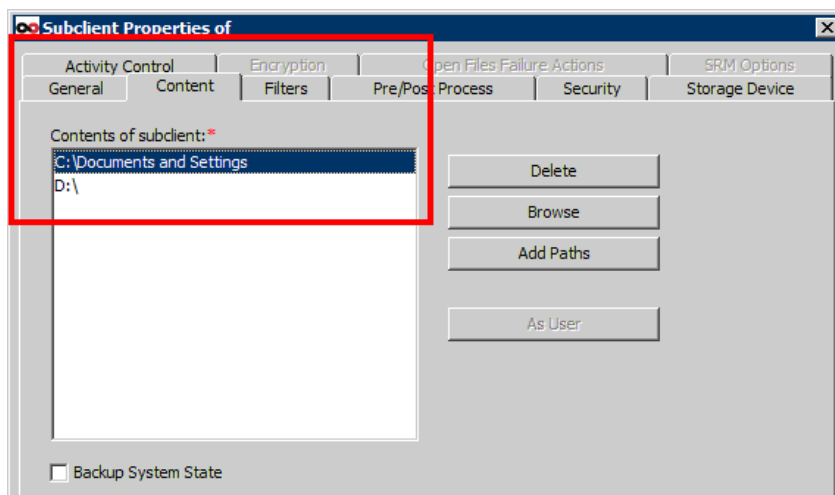 Subclient Properties of
Activity Control Encryption Open Files Failure Actions SRM Options
General Content Filters Pre/Post Process Security Storage Device
Contents of subclient:*
C:\Documents and Settings
D:\
Delete
Browse
Add Paths
As User
Backup System State